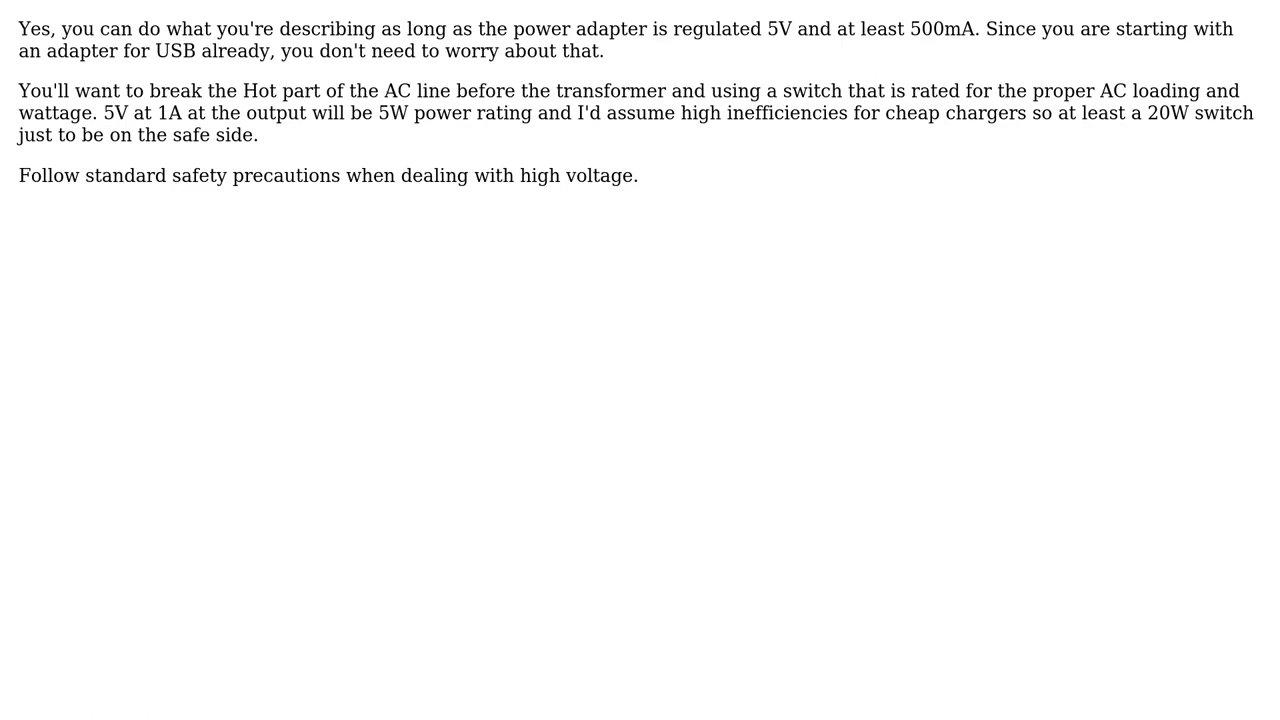 Yes, you can do what you're describing as long as the power adapter is regulated 5V and at least 500mA. Since you are starting with
an adapter for USB already, you don't need to worry about that.
You'll want to break the Hot part of the AC line before the transformer and using a switch that is rated for the proper AC loading and
wattage. 5V at 1A at the output will be 5W power rating and I'd assume high inefficiencies for cheap chargers so at least a 20W switch
just to be on the safe side.
Follow standard safety precautions when dealing with high voltage.